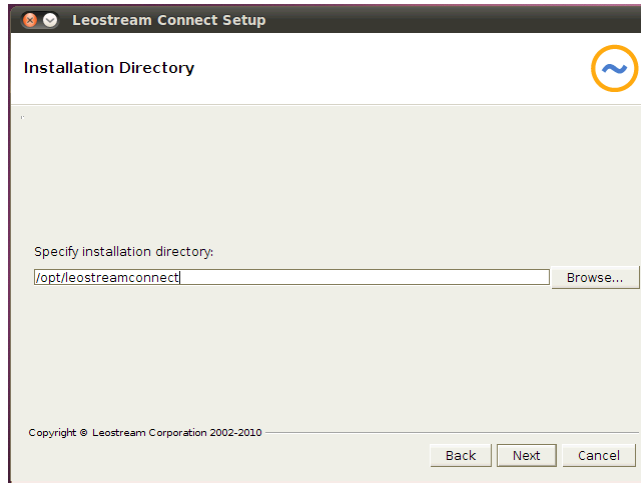 Leostream Connect Setup
Installation Directory
Specify installation directory:
/opt/leostreamconnect
Browse...
Copyright © Leostream Corporation 2002-2010
Back Next Cancel